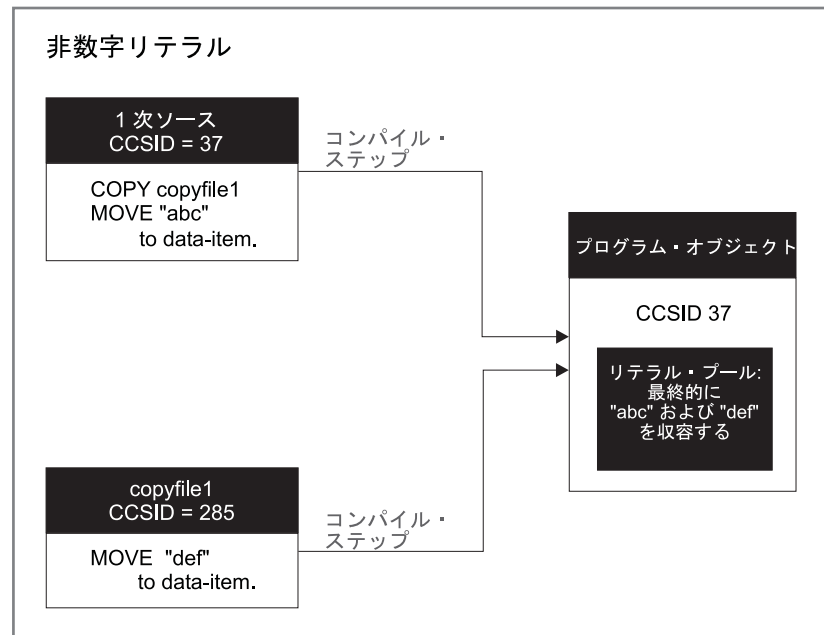 非数字リテラル
1 次ソース
CCSID = 37
COPY copyfile1
MOVE "abc"
to data-item.
コンパイル・
ステップ
プログラム・オブジェクト
CCSID 37
リテラル・プール:
最終的に
"abc" および "def"
を収容する
copyfile1
CCSID = 285
MOVE "def"
to data-item.
コンパイル・
ステップ